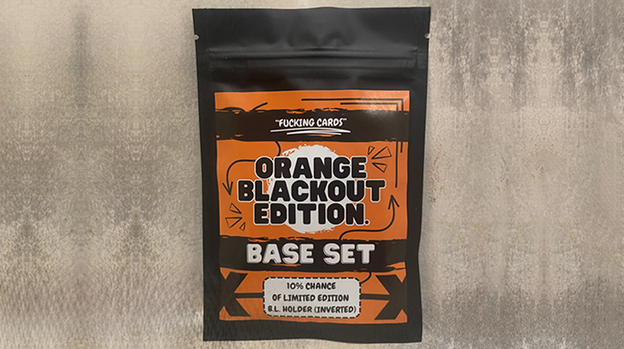 "FUCKING CARDS"
ORANGE
BLACKOUT
EDITION.
BASE SET
10% CHANCE
OF LIMITED EDITION
B.L. HOLDER (INVERTED)